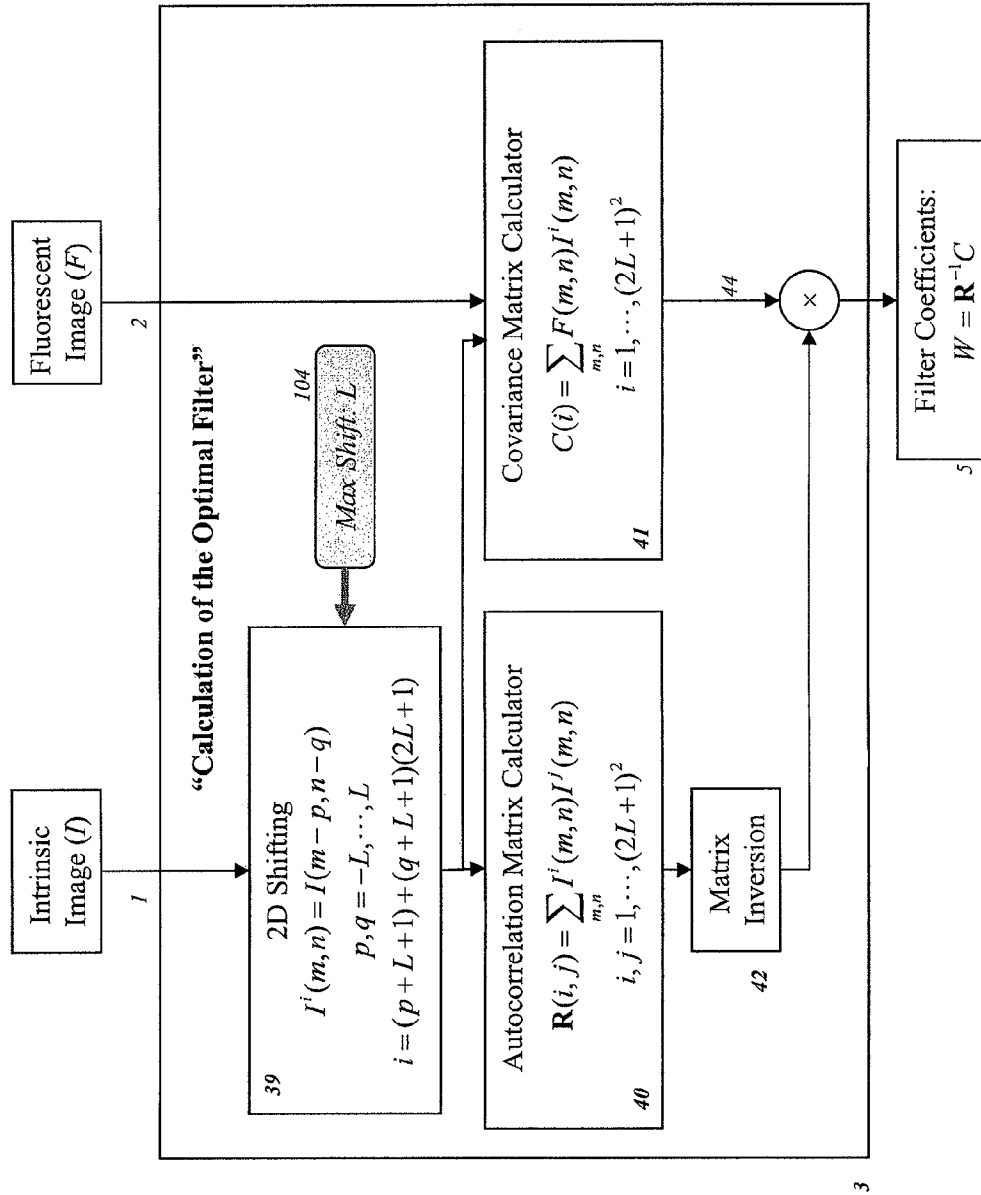 Intrinsic
Image (I)
Fluorescent
Image (F)
1
2
"Calculation of the Optimal Filter"
104
Max Shift: L
39
2D Shifting
I^i(m,n) = I(m−p,n−q)
p,q = −L,⋯,L
i = (p+L+1)+(q+L+1)(2L+1)
Autocorrelation Matrix Calculator
R(i,j) = ∑_{m,n} I^i(m,n)I^j(m,n)
i,j = 1,⋯,(2L+1)^2
40
Covariance Matrix Calculator
C(i) = ∑_{m,n} F(m,n)I^i(m,n)
i = 1,⋯,(2L+1)^2
41
Matrix
Inversion
42
44
×
3
Filter Coefficients:
W = R^{−1}C
5